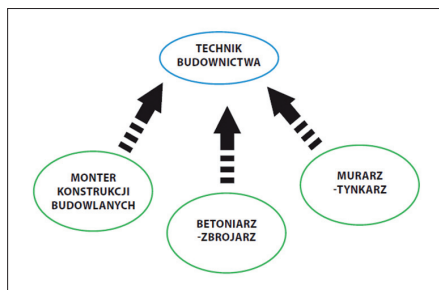 TECHNIK
BUDOWNICTWA
MONTER
KONSTRUKCJI
BUDOWLANYCH
BETONIARZ
-ZBROJARZ
MURARZ
-TYNKARZ